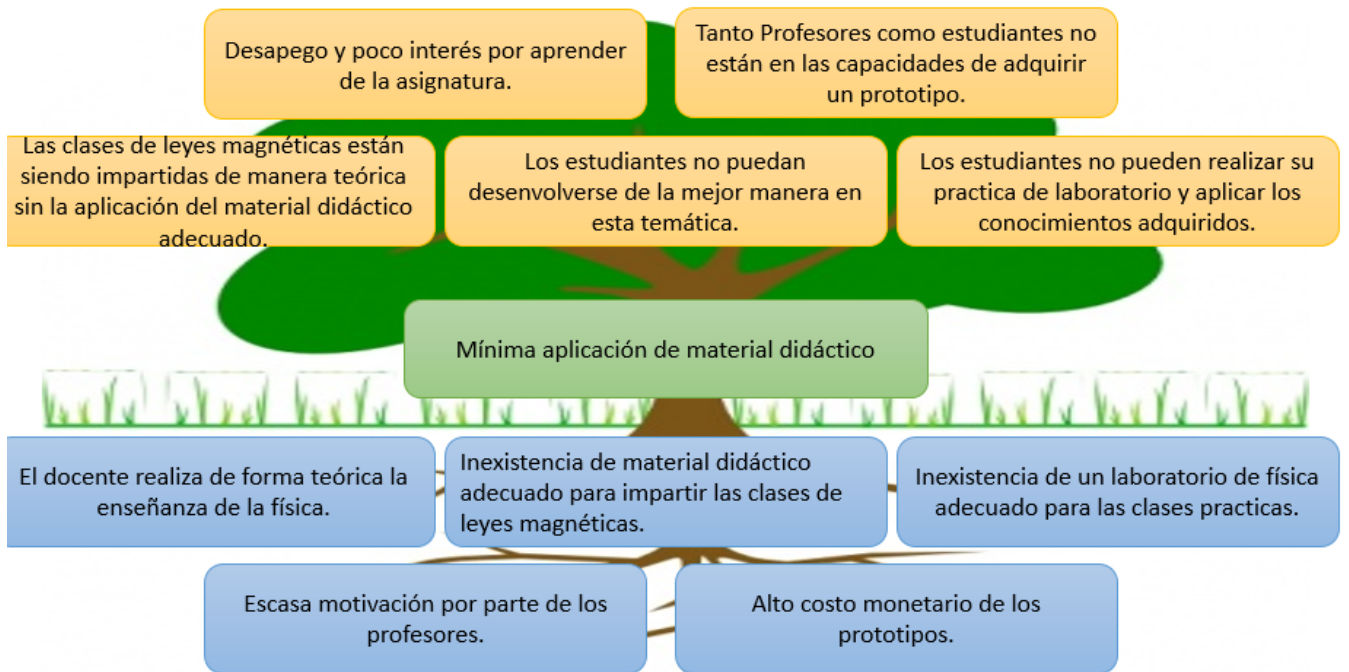 Desapego y poco interés por aprender
de la asignatura.
Tanto Profesores como estudiantes no
están en las capacidades de adquirir
un prototipo.
Las clases de leyes magnéticas están
siendo impartidas de manera teórica
sin la aplicación del material didáctico
adecuado.
Los estudiantes no puedan
desenvolverse de la mejor manera en
esta temática.
Los estudiantes no pueden realizar su
practica de laboratorio y aplicar los
conocimientos adquiridos.
Mínima aplicación de material didáctico
El docente realiza de forma teórica la
enseñanza de la física.
Inexistencia de material didáctico
adecuado para impartir las clases de
leyes magnéticas.
Inexistencia de un laboratorio de física
adecuado para las clases practicas.
Escasa motivación por parte de los
profesores.
Alto costo monetario de los
prototipos.